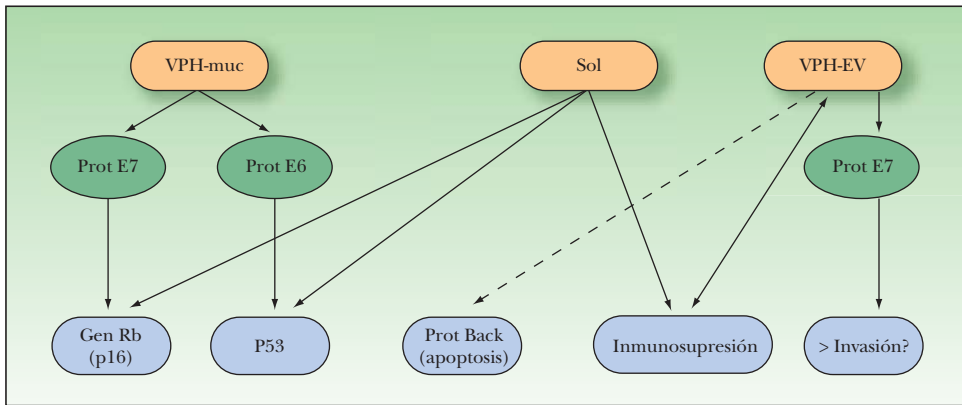 VPH-muc
Sol
VPH-EV
Prot E7
Prot E6
Prot E7
Gen Rb
(p16)
P53
Prot Back
(apoptosis)
Inmunosupresión
> Invasión?